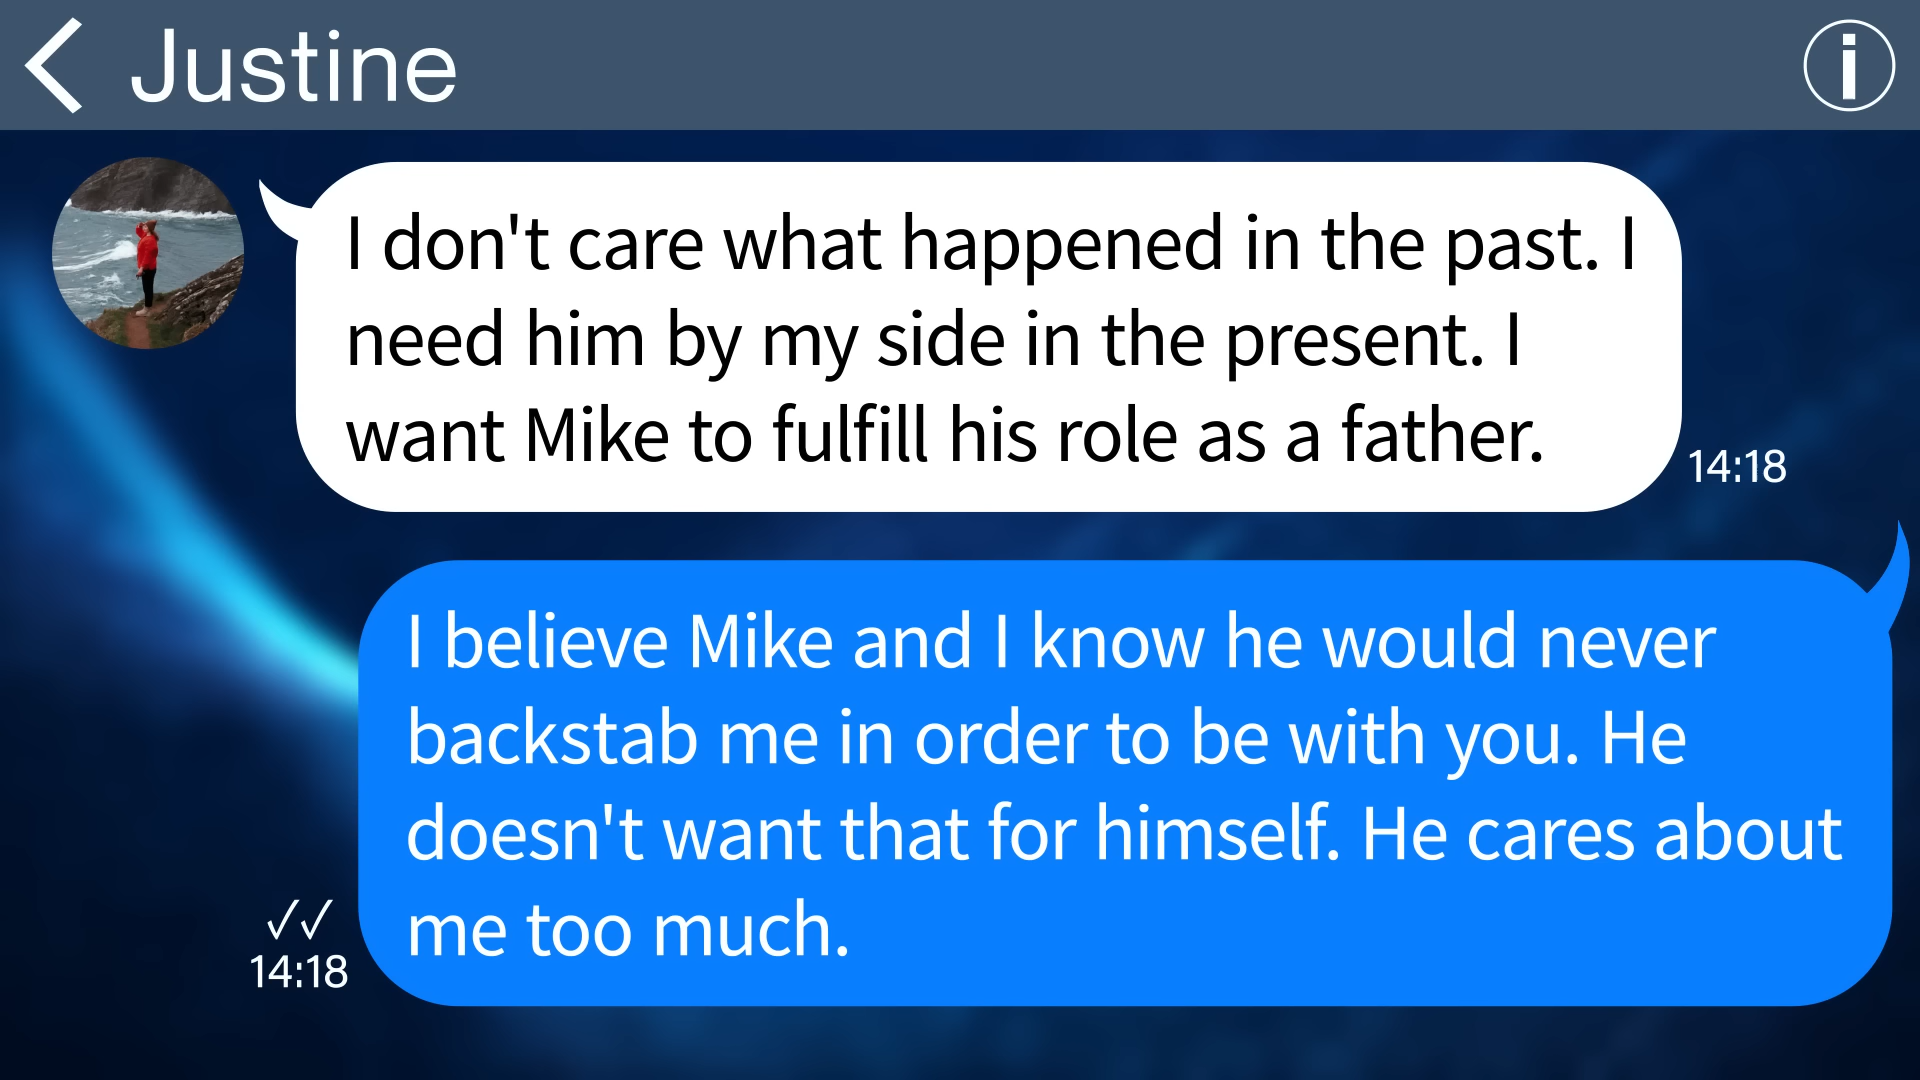 Justine
I don't care what happened in the past. I
need him by my side in the present. I
want Mike to fulfill his role as a father.
14:18
I believe Mike and I know he would never
backstab me in order to be with you. He
doesn't want that for himself. He cares about
me too much.
14:18